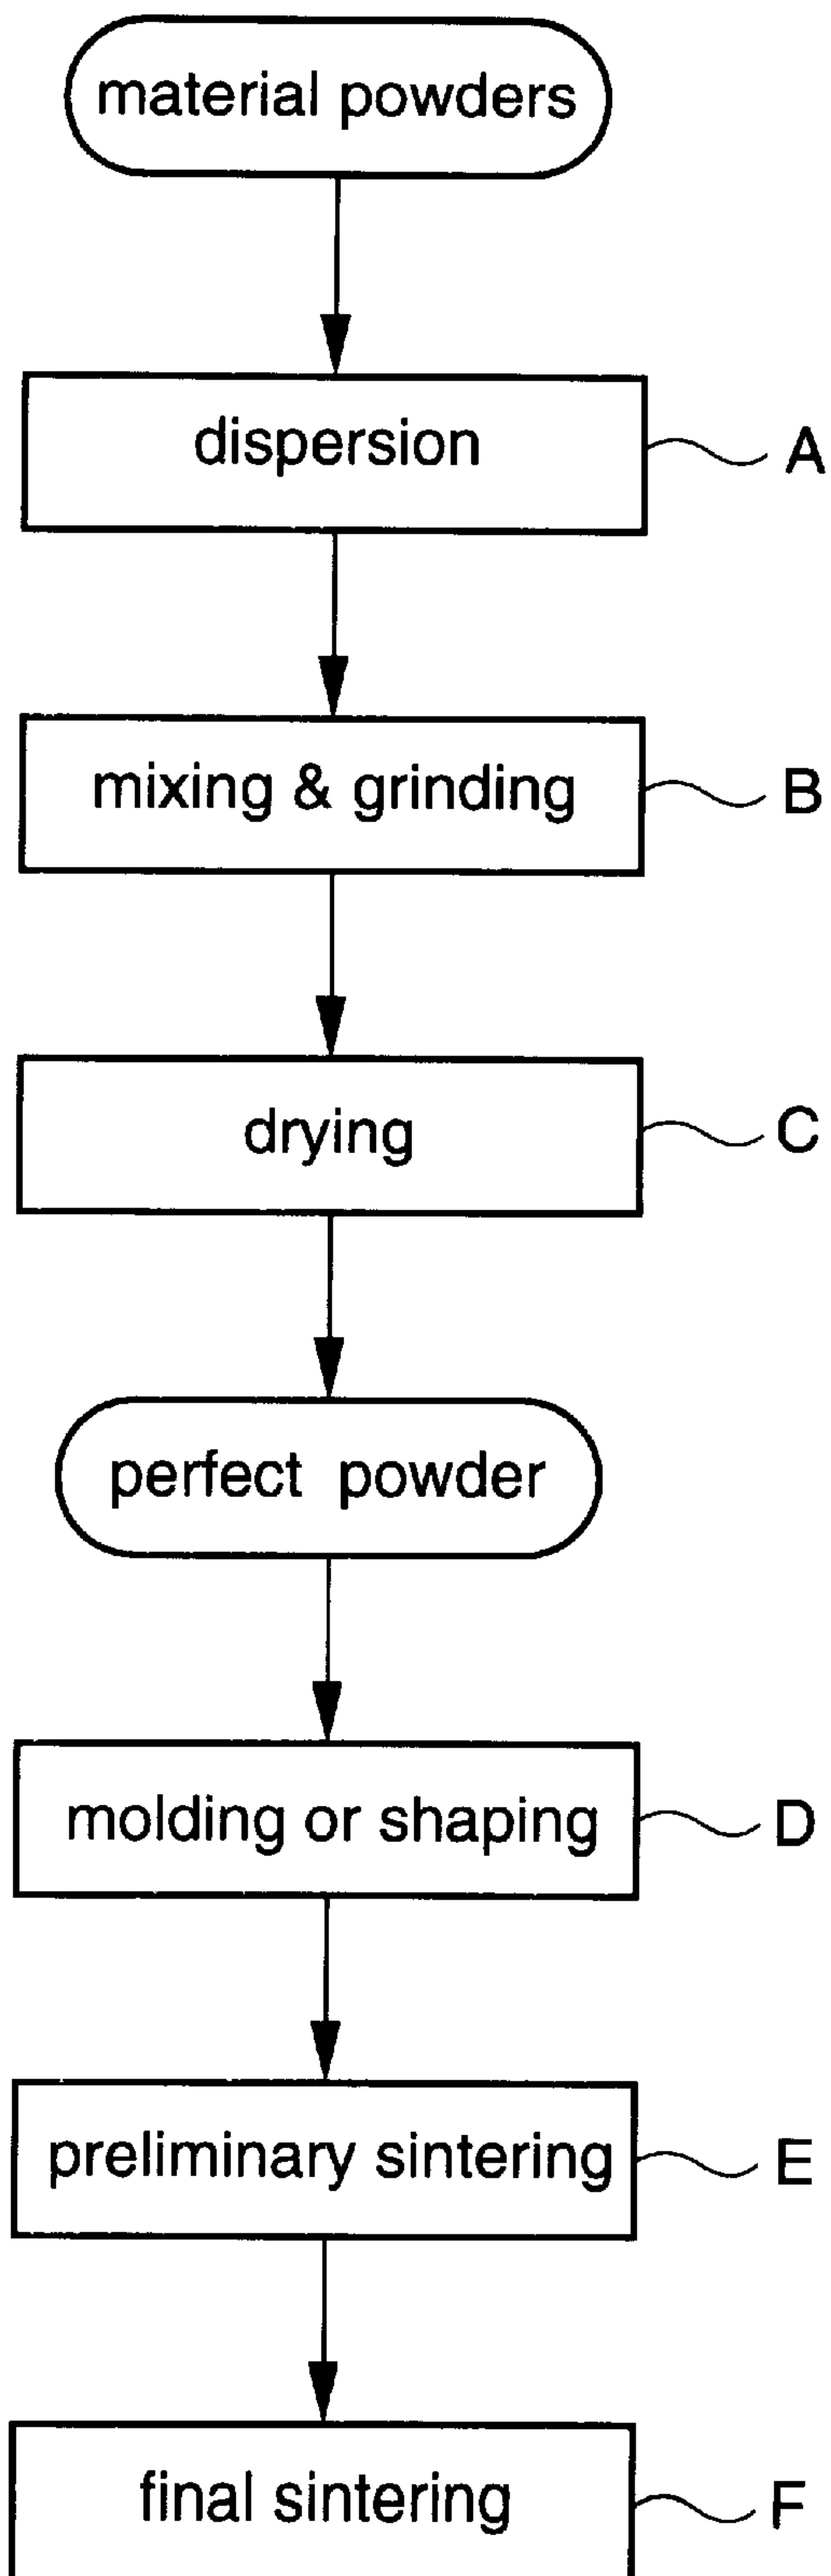 material powders
dispersion A
mixing & grinding B
drying C
perfect powder
molding or shaping D
preliminary sintering E
final sintering F